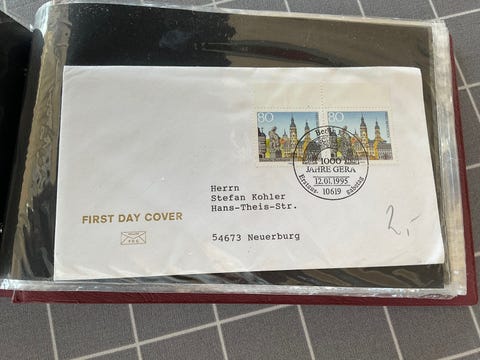 80
80
Berlin
1000
JAHRE GERA
12.01.1995
10619
Herrn
Stefan Kohler
Hans-Theis-Str.
54673 Neuerburg
FIRST DAY COVER
FDC
2,-